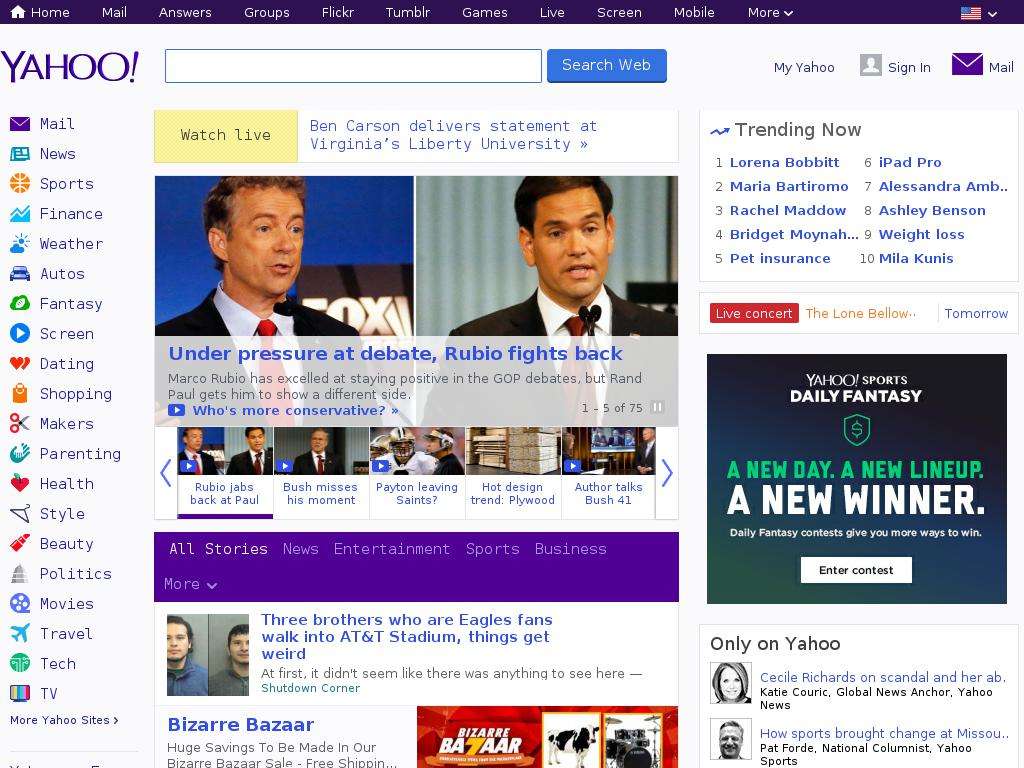 Home Mail Answers Groups Flickr Tumblr Games Live Screen Mobile More
YAHOO!
Search Web
My Yahoo Sign In Mail
Mail
News
Sports
Finance
Weather
Autos
Fantasy
Screen
Dating
Shopping
Makers
Parenting
Health
Style
Beauty
Politics
Movies
Travel
Tech
TV
More Yahoo Sites
Watch live
Ben Carson delivers statement at
Virginia's Liberty University »
FOX
Under pressure at debate, Rubio fights back
Marco Rubio has excelled at staying positive in the GOP debates, but Rand
Paul gets him to show a different side.
Who's more conservative? »
1 - 5 of 75
Rubio jabs
back at Paul
Bush misses
his moment
Payton leaving
Saints?
Hot design
trend: Plywood
Author talks
Bush 41
All Stories News Entertainment Sports Business
More
Three brothers who are Eagles fans
walk into AT&T Stadium, things get
weird
At first, it didn't seem like there was anything to see here —
Shutdown Corner
Bizarre Bazaar
Huge Savings To Be Made In Our
Bizarre Bazaar Sale - Free Shippin...
BIZARRE
BAZAAR
Trending Now
1 Lorena Bobbitt
2 Maria Bartiromo
3 Rachel Maddow
4 Bridget Moynah...
5 Pet insurance
6 iPad Pro
7 Alessandra Amb..
8 Ashley Benson
9 Weight loss
10 Mila Kunis
Live concert The Lone Bellow.. Tomorrow
YAHOO! SPORTS
DAILY FANTASY
$
A NEW DAY. A NEW LINEUP.
A NEW WINNER.
Daily Fantasy contests give you more ways to win.
Enter contest
Only on Yahoo
Cecile Richards on scandal and her ab..
Katie Couric, Global News Anchor, Yahoo
News
How sports brought change at Missou..
Pat Forde, National Columnist, Yahoo
Sports